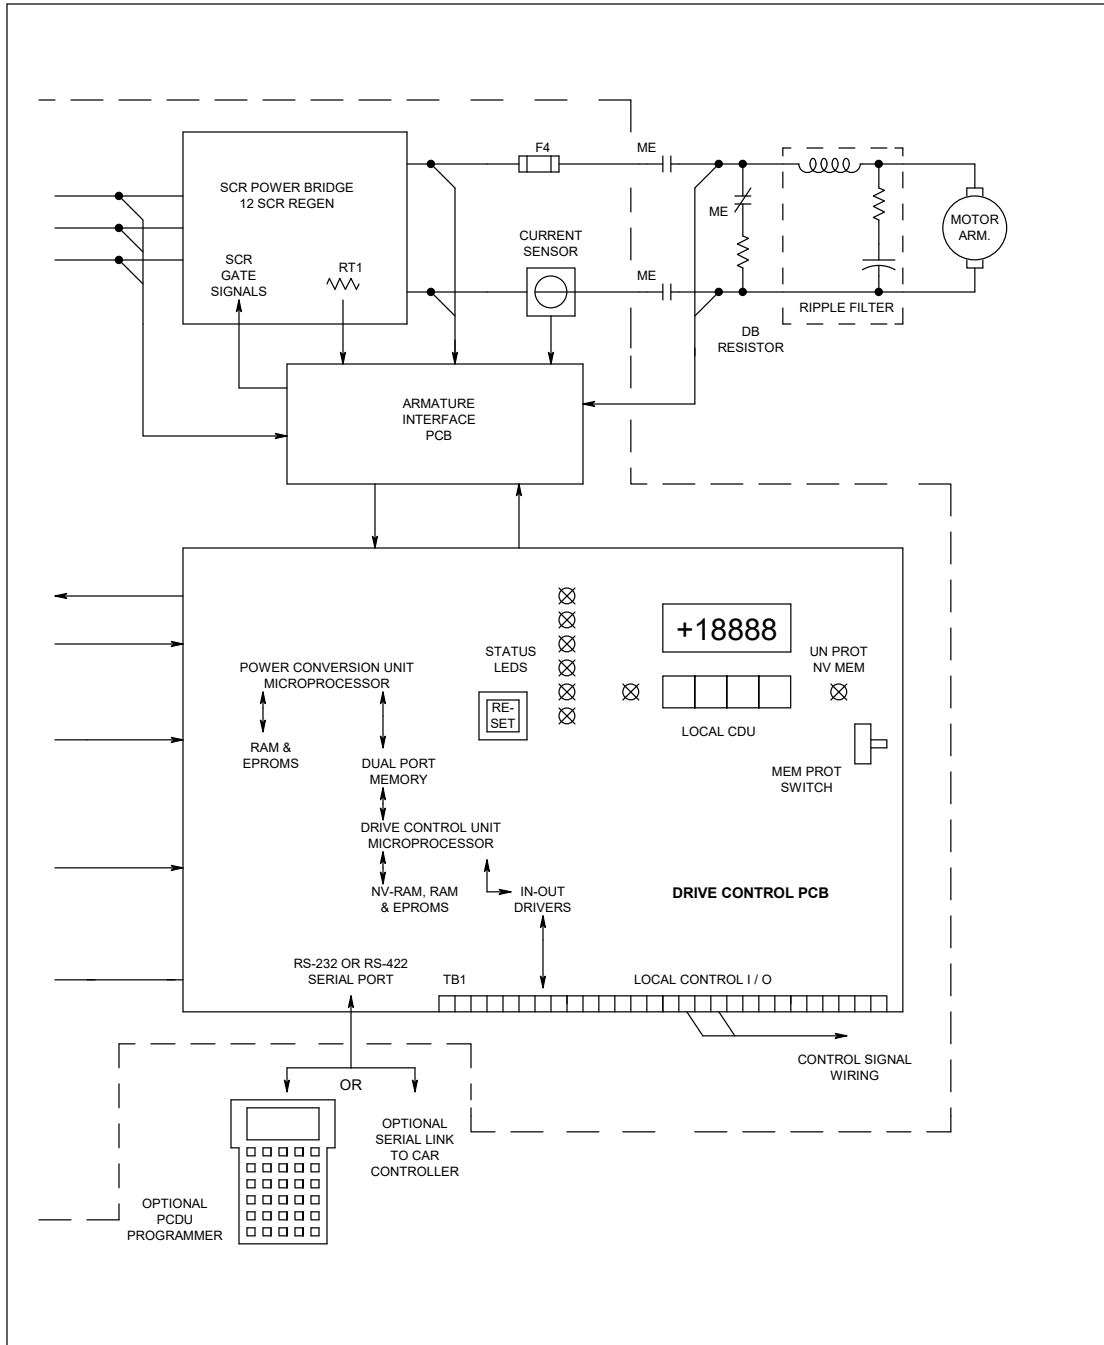 F4
ME
SCR POWER BRIDGE
12 SCR REGEN
ME
MOTOR
ARM.
CURRENT
SENSOR
SCR
GATE
SIGNALS
RT1
ME
RIPPLE FILTER
DB
RESISTOR
ARMATURE
INTERFACE
PCB
+18888
STATUS
LEDS
UN PROT
NV MEM
POWER CONVERSION UNIT
MICROPROCESSOR
RE-
SET
LOCAL CDU
RAM &
EPROMS
DUAL PORT
MEMORY
MEM PROT
SWITCH
DRIVE CONTROL UNIT
MICROPROCESSOR
NV-RAM, RAM
& EPROMS
IN-OUT
DRIVERS
DRIVE CONTROL PCB
RS-232 OR RS-422
SERIAL PORT
TB1
LOCAL CONTROL I / O
CONTROL SIGNAL
WIRING
OR
OPTIONAL
SERIAL LINK
TO CAR
CONTROLLER
OPTIONAL
PCDU
PROGRAMMER